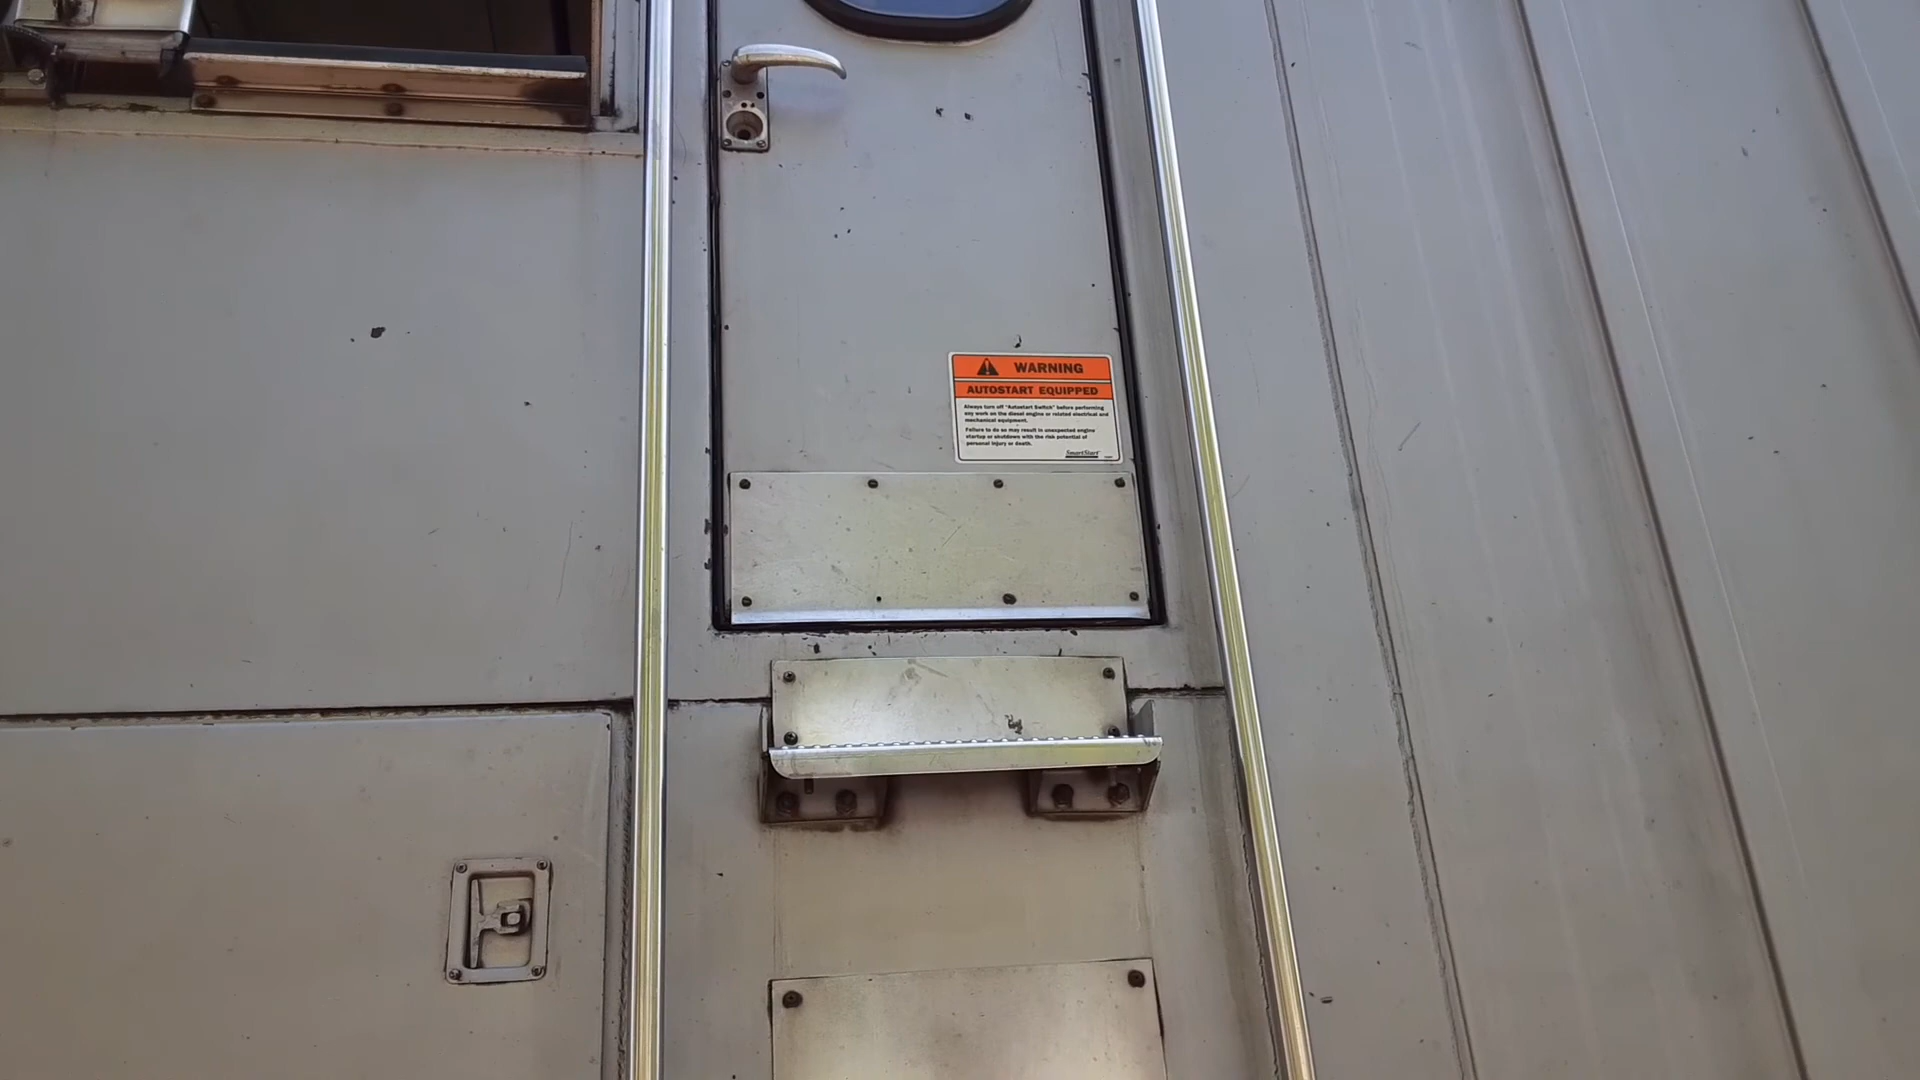 WARNING
AUTOSTART EQUIPPED
Always turn off "Autostart Switch" before performing
any work on the diesel engine or related electrical and
mechanical equipment.
Failure to do so may result in unexpected engine
startup or shutdown with the risk potential of
personal injury or death.
SmartStart